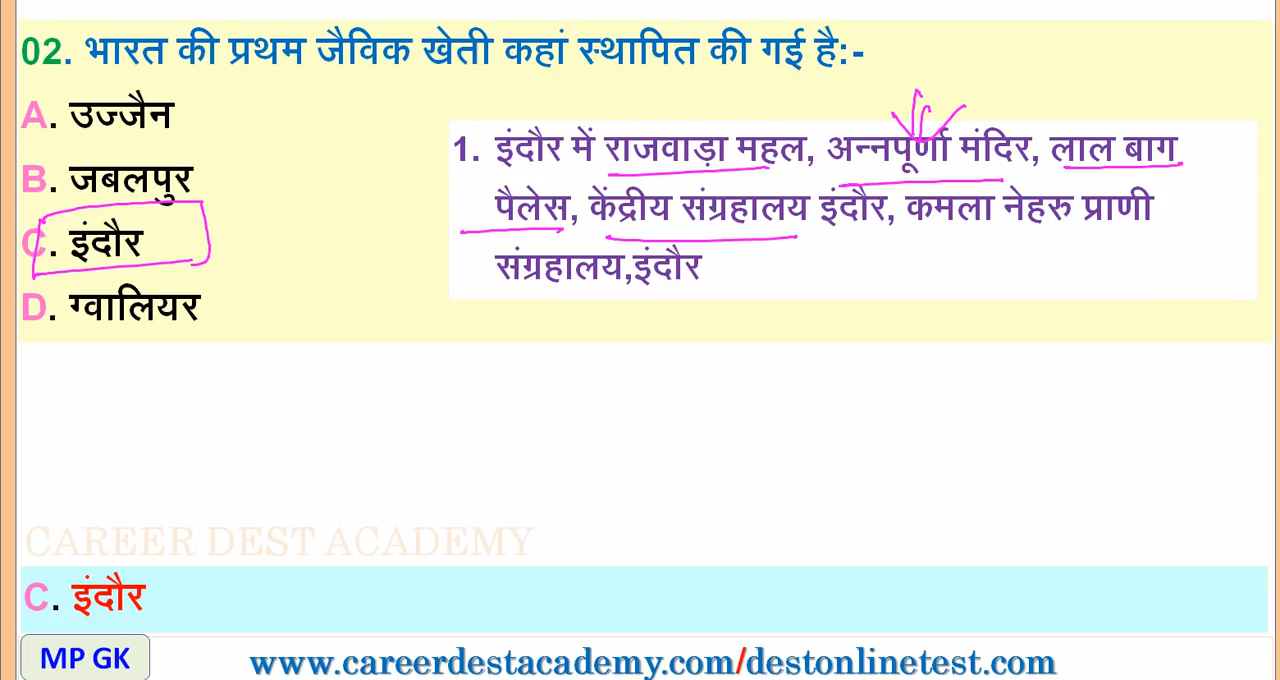 02. भारत की प्रथम जैविक खेती कहां स्थापित की गई है:-
A. उज्जैन
B. जबलपुर
C. इंदौर
D. ग्वालियर
1. इंदौर में राजवाड़ा महल, अन्नपूर्णा मंदिर, लाल बाग
पैलेस, केंद्रीय संग्रहालय इंदौर, कमला नेहरु प्राणी
संग्रहालय,इंदौर
CAREER DEST ACADEMY
C. इंदौर
MP GK
www.careerdestacademy.com/destonlinetest.com